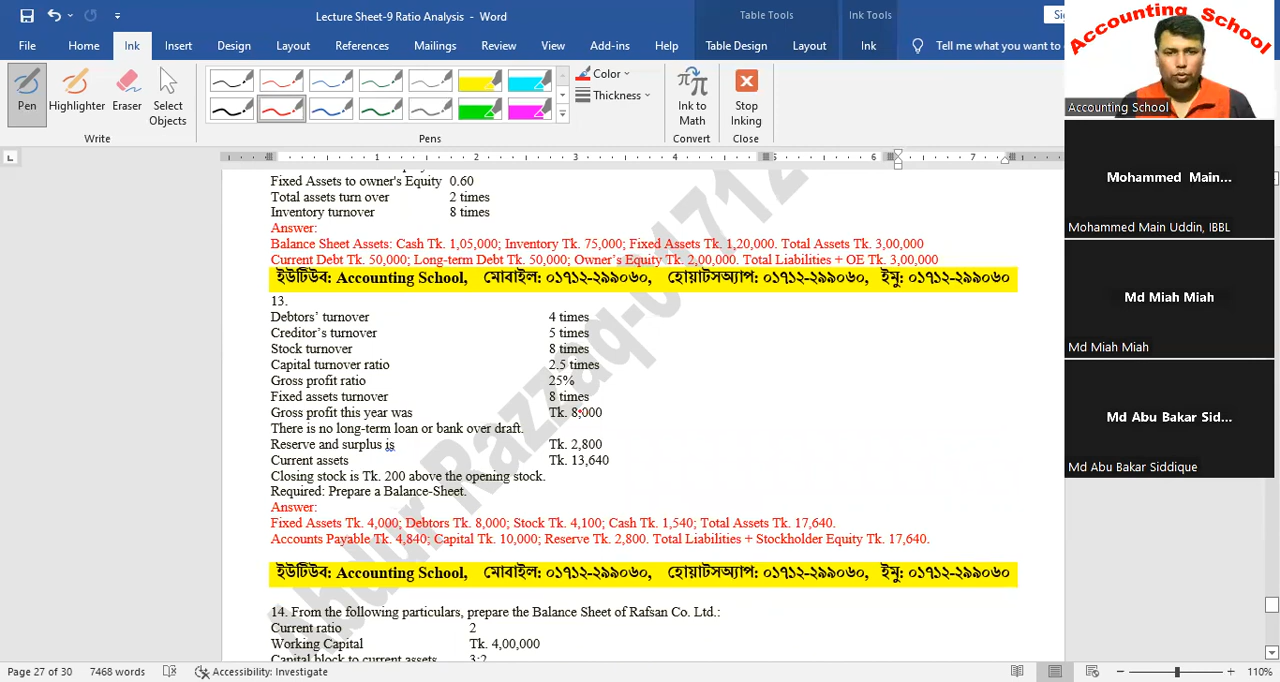 Lecture Sheet-9 Ratio Analysis - Word
Table Tools
Ink Tools
File
Home
Ink
Insert
Design
Layout
References
Mailings
Review
View
Add-ins
Help
Table Design
Layout
Ink
Tell me what you want to
Accounting School
Pen
Highlighter
Eraser
Select Objects
Color
Thickness
Ink to Math
Stop Inking
Write
Pens
Convert
Close
Accounting School
1 2 3 4 5 6 7
Fixed Assets to owner's Equity 0.60
Total assets turn over 2 times
Inventory turnover 8 times
Answer:
Balance Sheet Assets: Cash Tk. 1,05,000; Inventory Tk. 75,000; Fixed Assets Tk. 1,20,000. Total Assets Tk. 3,00,000
Current Debt Tk. 50,000; Long-term Debt Tk. 50,000; Owner's Equity Tk. 2,00,000. Total Liabilities + OE Tk. 3,00,000
ইউটিউব: Accounting School, মোবাইল: ০১৭১২-২৯৯০৬০, হোয়াটসঅ্যাপ: ০১৭১২-২৯৯০৬০, ইমু: ০১৭১২-২৯৯০৬০
13.
Debtors' turnover 4 times
Creditor's turnover 5 times
Stock turnover 8 times
Capital turnover ratio 2.5 times
Gross profit ratio 25%
Fixed assets turnover 8 times
Gross profit this year was Tk. 8,000
There is no long-term loan or bank over draft.
Reserve and surplus is Tk. 2,800
Current assets Tk. 13,640
Closing stock is Tk. 200 above the opening stock.
Required: Prepare a Balance-Sheet.
Answer:
Fixed Assets Tk. 4,000; Debtors Tk. 8,000; Stock Tk. 4,100; Cash Tk. 1,540; Total Assets Tk. 17,640.
Accounts Payable Tk. 4,840; Capital Tk. 10,000; Reserve Tk. 2,800. Total Liabilities + Stockholder Equity Tk. 17,640.
ইউটিউব: Accounting School, মোবাইল: ০১৭১২-২৯৯০৬০, হোয়াটসঅ্যাপ: ০১৭১২-২৯৯০৬০, ইমু: ০১৭১২-২৯৯০৬০
14. From the following particulars, prepare the Balance Sheet of Rafsan Co. Ltd.:
Current ratio 2
Working Capital Tk. 4,00,000
Capital block to current assets 3:2
Razzaq-01712
Mohammed Main...
Mohammed Main Uddin, IBBL
Md Miah Miah
Md Miah Miah
Md Abu Bakar Sid...
Md Abu Bakar Siddique
Page 27 of 30
7468 words
Accessibility: Investigate
110%